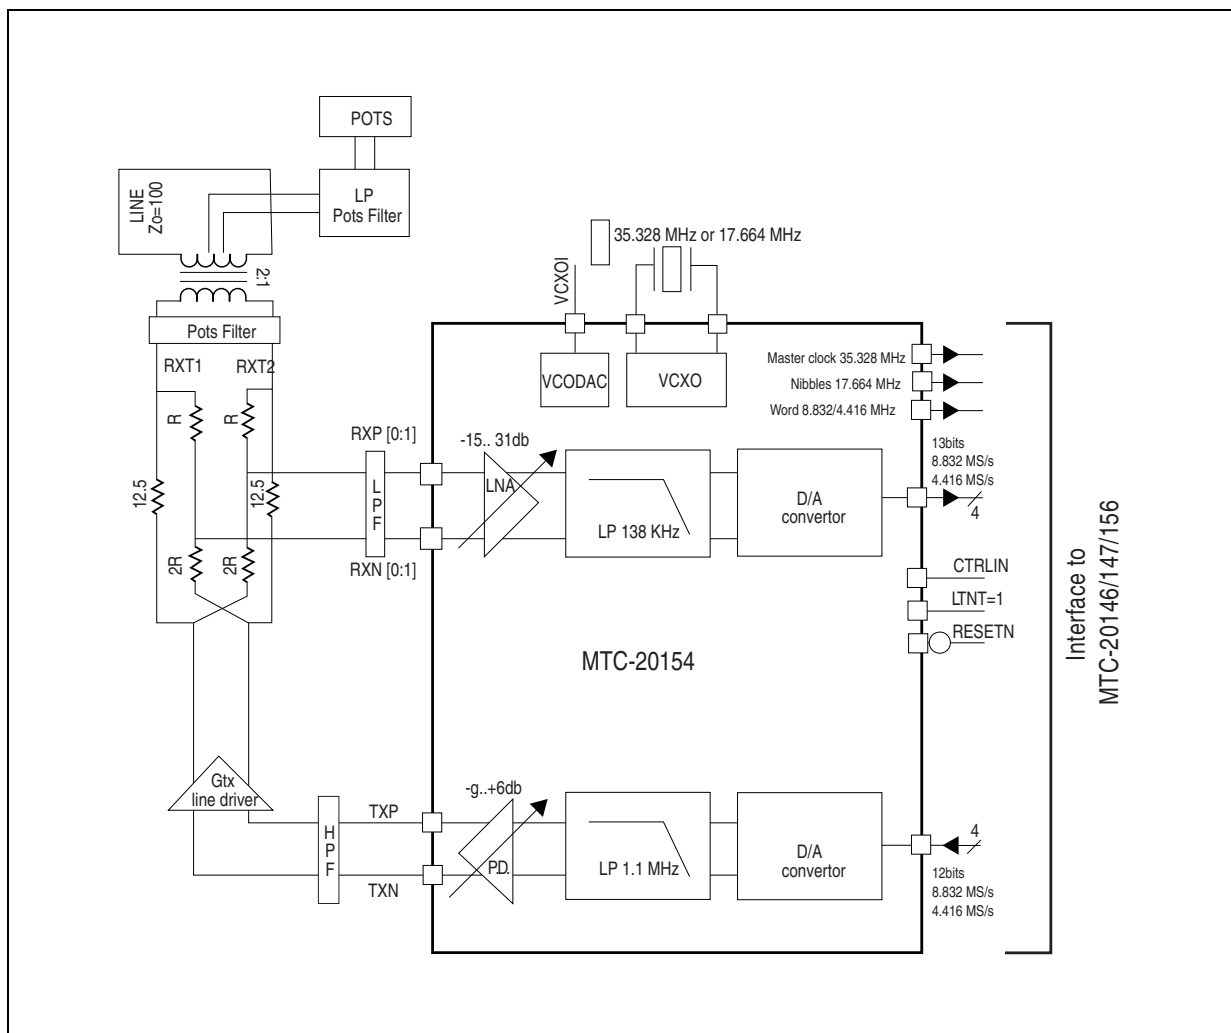 POTS
LP
Pots Filter
LINE
Zo=100
2:1
Pots Filter
RXT1
RXT2
R
R
12.5
12.5
2R
2R
35.328 MHz or 17.664 MHz
VCXOI
VCODAC
VCXO
Master clock 35.328 MHz
Nibbles 17.664 MHz
Word 8.832/4.416 MHz
RXP [0:1]
LPF
RXN [0:1]
-15.. 31db
LNA
LP 138 KHz
D/A
convertor
13bits
8.832 MS/s
4.416 MS/s
4
CTRLIN
LTNT=1
RESETN
MTC-20154
Interface to
MTC-20146/147/156
Gtx
line driver
HPF
TXP
TXN
-g..+6db
P.D.
LP 1.1 MHz
D/A
convertor
4
12bits
8.832 MS/s
4.416 MS/s